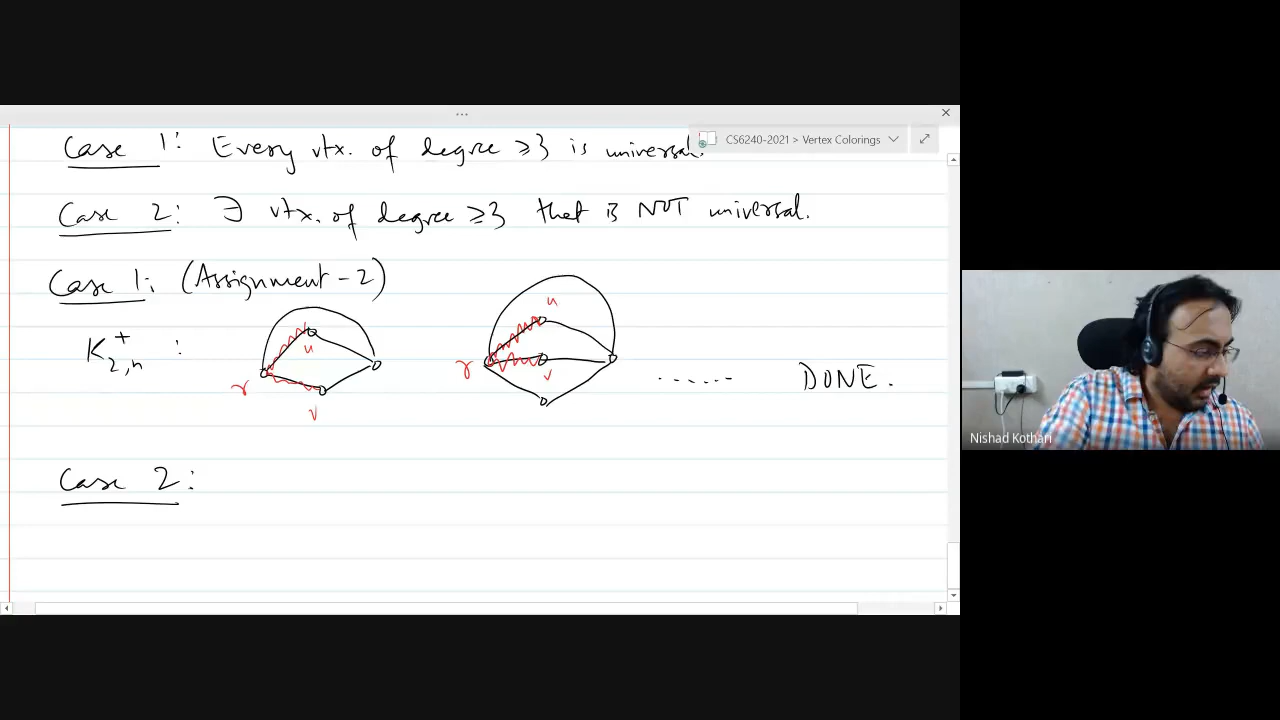 Case 1: Every vtx. of degree ≥3 is universal.
CS6240-2021 > Vertex Colorings
Case 2: ∃ vtx. of degree ≥3 that is NOT universal.
Case 1: (Assignment-2)
K⁺₂,ₙ :
r u v
r u v
...... DONE.
Case 2:
Nishad Kothari